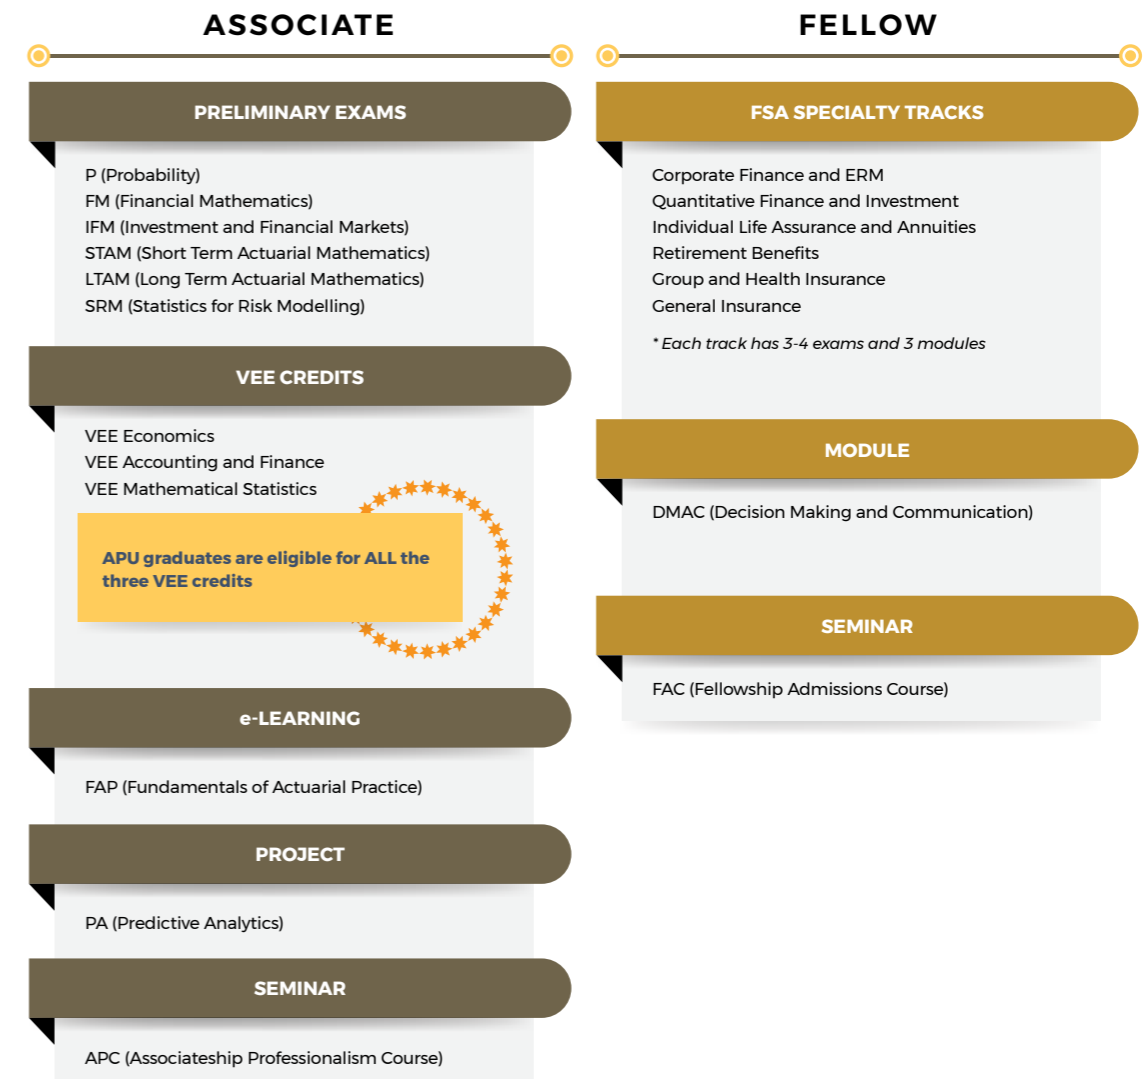 ASSOCIATE
PRELIMINARY EXAMS
P (Probability)
FM (Financial Mathematics)
IFM (Investment and Financial Markets)
STAM (Short Term Actuarial Mathematics)
LTAM (Long Term Actuarial Mathematics)
SRM (Statistics for Risk Modelling)
VEE CREDITS
VEE Economics
VEE Accounting and Finance
VEE Mathematical Statistics
APU graduates are eligible for ALL the
three VEE credits
e-LEARNING
FAP (Fundamentals of Actuarial Practice)
PROJECT
PA (Predictive Analytics)
SEMINAR
APC (Associateship Professionalism Course)
FELLOW
FSA SPECIALTY TRACKS
Corporate Finance and ERM
Quantitative Finance and Investment
Individual Life Assurance and Annuities
Retirement Benefits
Group and Health Insurance
General Insurance
* Each track has 3-4 exams and 3 modules
MODULE
DMAC (Decision Making and Communication)
SEMINAR
FAC (Fellowship Admissions Course)